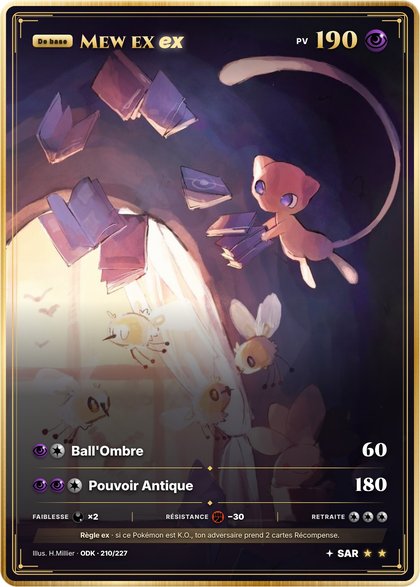 De base MEW EX ex PV 190
Ball'Ombre 60
Pouvoir Antique 180
FAIBLESSE ×2 RÉSISTANCE −30 RETRAITE
Règle ex · si ce Pokémon est K.O., ton adversaire prend 2 cartes Récompense.
Illus. H.Millier · ODK · 210/227 SAR